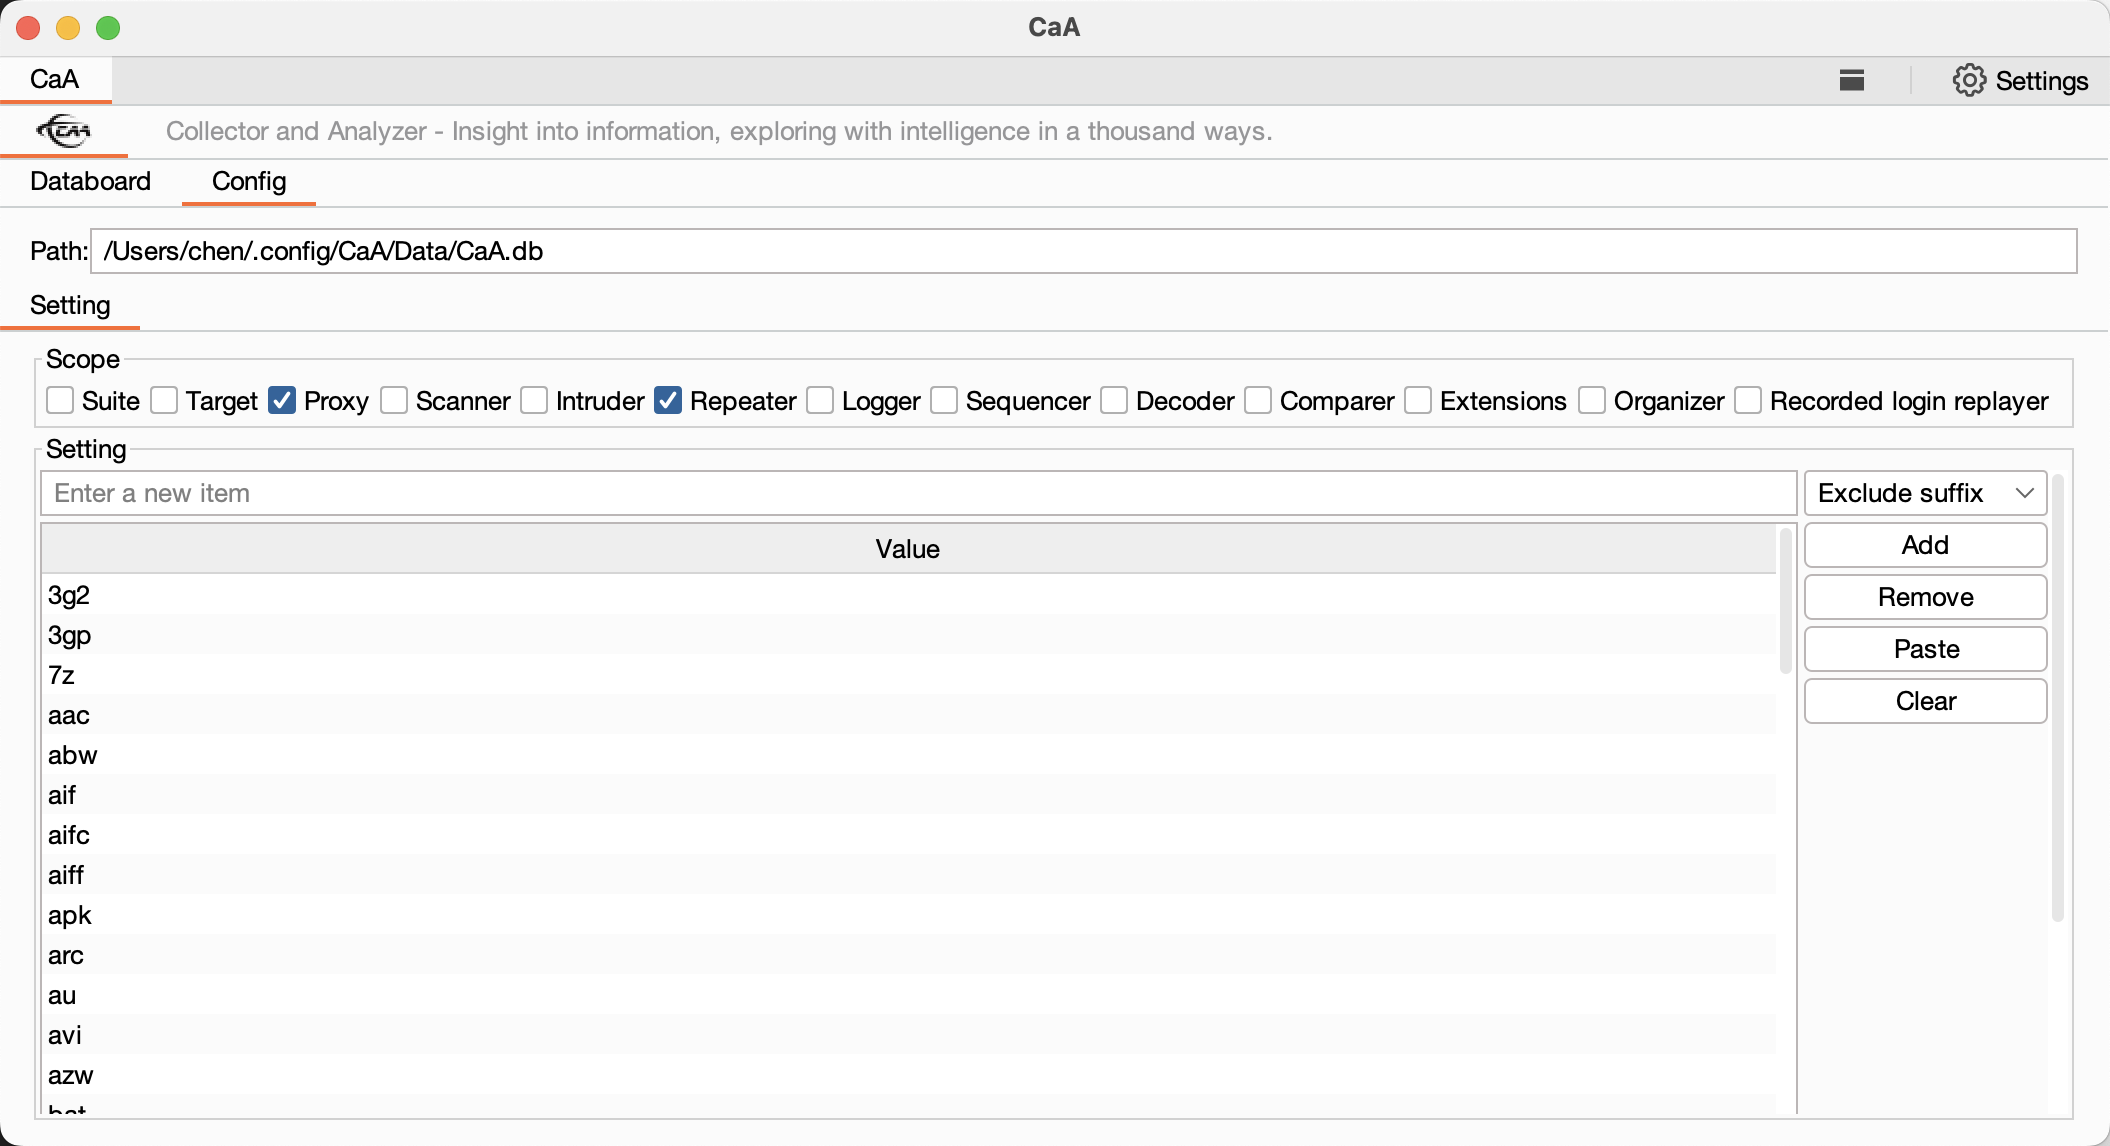 CaA
CaA
Settings
CAA
Collector and Analyzer - Insight into information, exploring with intelligence in a thousand ways.
Databoard Config
Path: /Users/chen/.config/CaA/Data/CaA.db
Setting
Scope
Suite Target Proxy Scanner Intruder Repeater Logger Sequencer Decoder Comparer Extensions Organizer Recorded login replayer
Setting
Enter a new item Exclude suffix
Value
Add
3g2
Remove
3gp
Paste
7z
Clear
aac
abw
aif
aifc
aiff
apk
arc
au
avi
azw